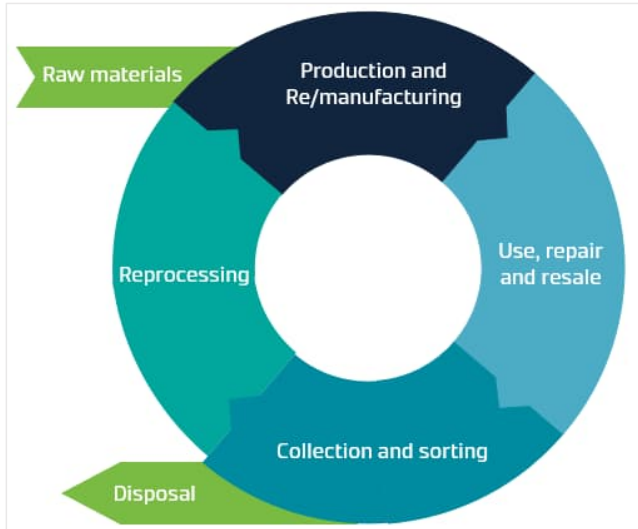 Raw materials
Production and
Re/manufacturing
Use, repair
and resale
Reprocessing
Collection and sorting
Disposal